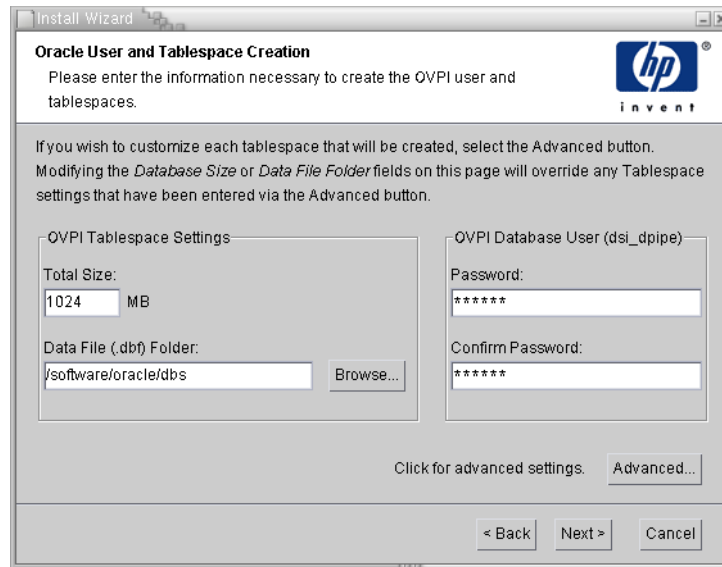 Install Wizard
Oracle User and Tablespace Creation
Please enter the information necessary to create the OVPI user and
tablespaces.
hp
®
invent
If you wish to customize each tablespace that will be created, select the Advanced button.
Modifying the Database Size or Data File Folder fields on this page will override any Tablespace
settings that have been entered via the Advanced button.
OVPI Tablespace Settings
Total Size:
1024 MB
Data File (.dbf) Folder:
/software/oracle/dbs Browse...
OVPI Database User (dsi_dpipe)
Password:
******
Confirm Password:
******
Click for advanced settings. Advanced...
< Back Next > Cancel